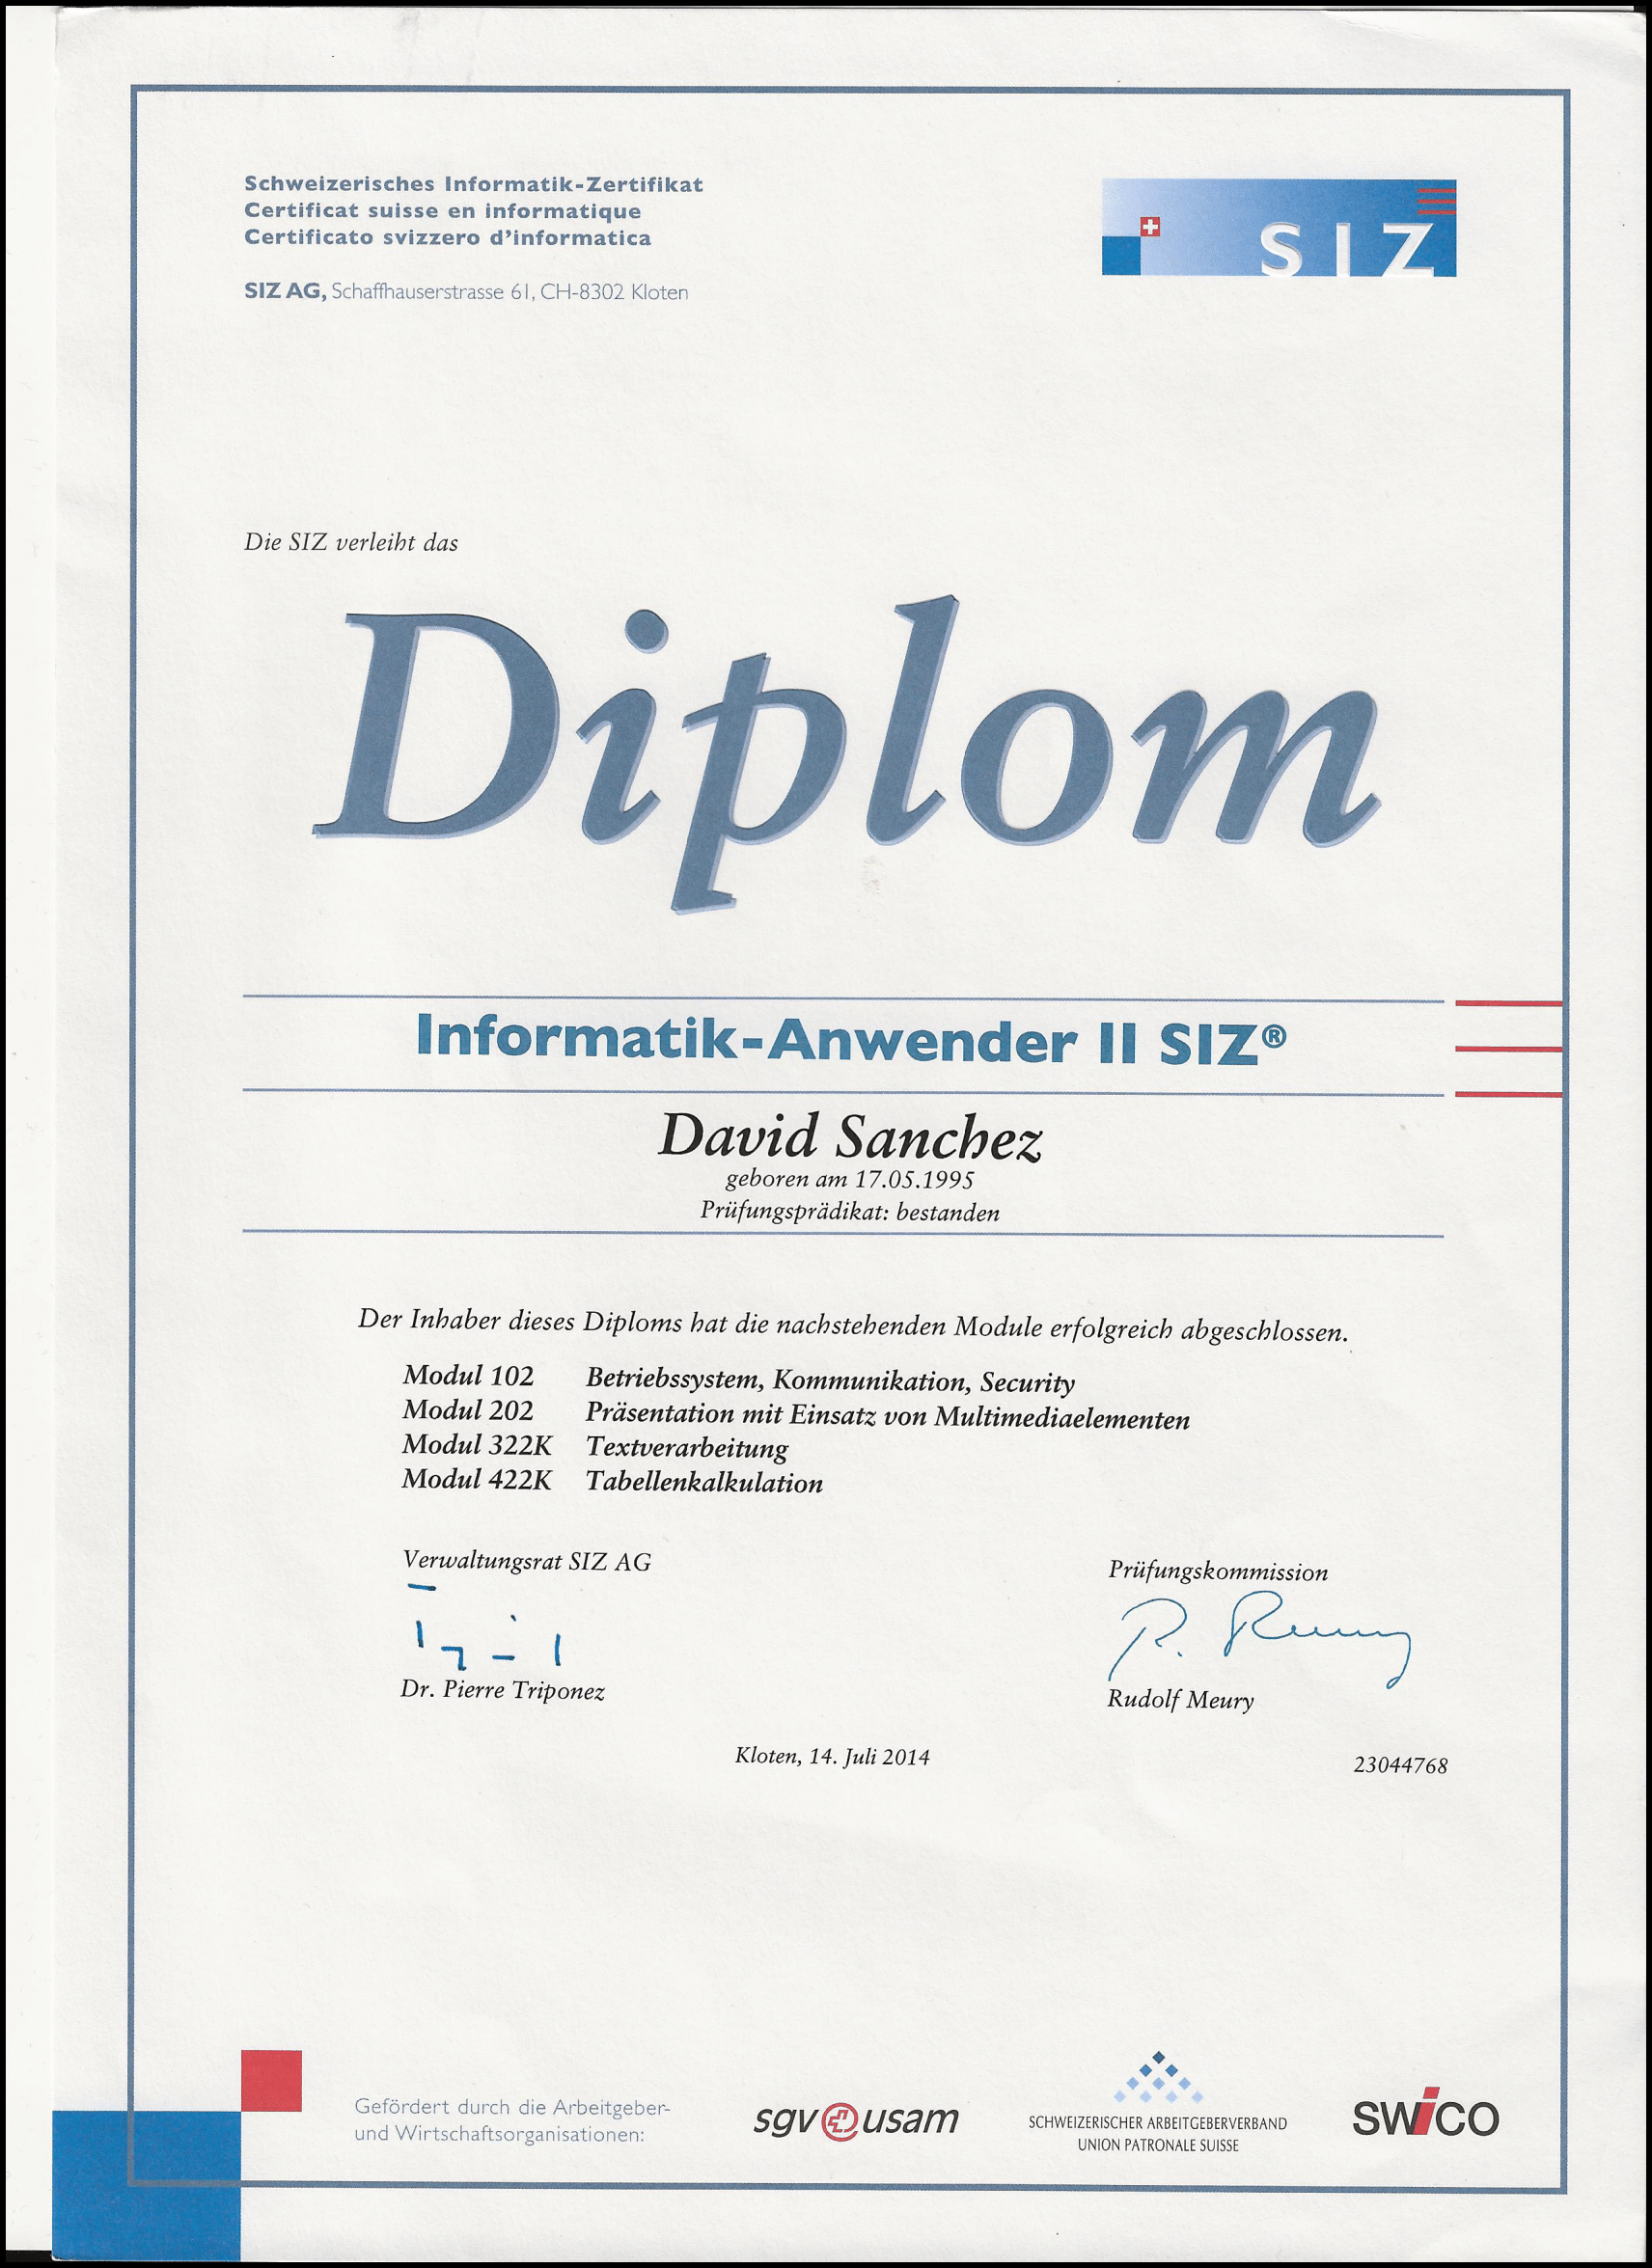 Schweizerisches Informatik-Zertifikat
Certificat suisse en informatique
Certificato svizzero d'informatica
SIZ
SIZ AG, Schaffhauserstrasse 61, CH-8302 Kloten
Die SIZ verleiht das
Diplom
Informatik-Anwender II SIZ®
David Sanchez
geboren am 17.05.1995
Prüfungsprädikat: bestanden
Der Inhaber dieses Diploms hat die nachstehenden Module erfolgreich abgeschlossen.
Modul 102 Betriebssystem, Kommunikation, Security
Modul 202 Präsentation mit Einsatz von Multimediaelementen
Modul 322K Textverarbeitung
Modul 422K Tabellenkalkulation
Verwaltungsrat SIZ AG
Prüfungskommission
R. Meury
Dr. Pierre Triponez
Rudolf Meury
Kloten, 14. Juli 2014
23044768
Gefördert durch die Arbeitgeber-
und Wirtschaftsorganisationen:
sgv usam
SCHWEIZERISCHER ARBEITGEBERVERBAND
UNION PATRONALE SUISSE
SWICO